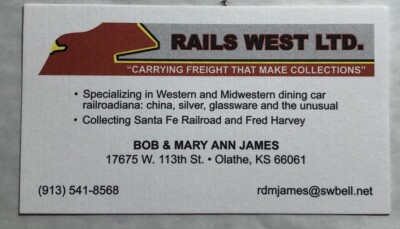 RAILS WEST LTD.
"CARRYING FREIGHT THAT MAKE COLLECTIONS"
• Specializing in Western and Midwestern dining car
railroadiana: china, silver, glassware and the unusual
• Collecting Santa Fe Railroad and Fred Harvey
BOB & MARY ANN JAMES
17675 W. 113th St. • Olathe, KS 66061
(913) 541-8568 rdmjames@swbell.net